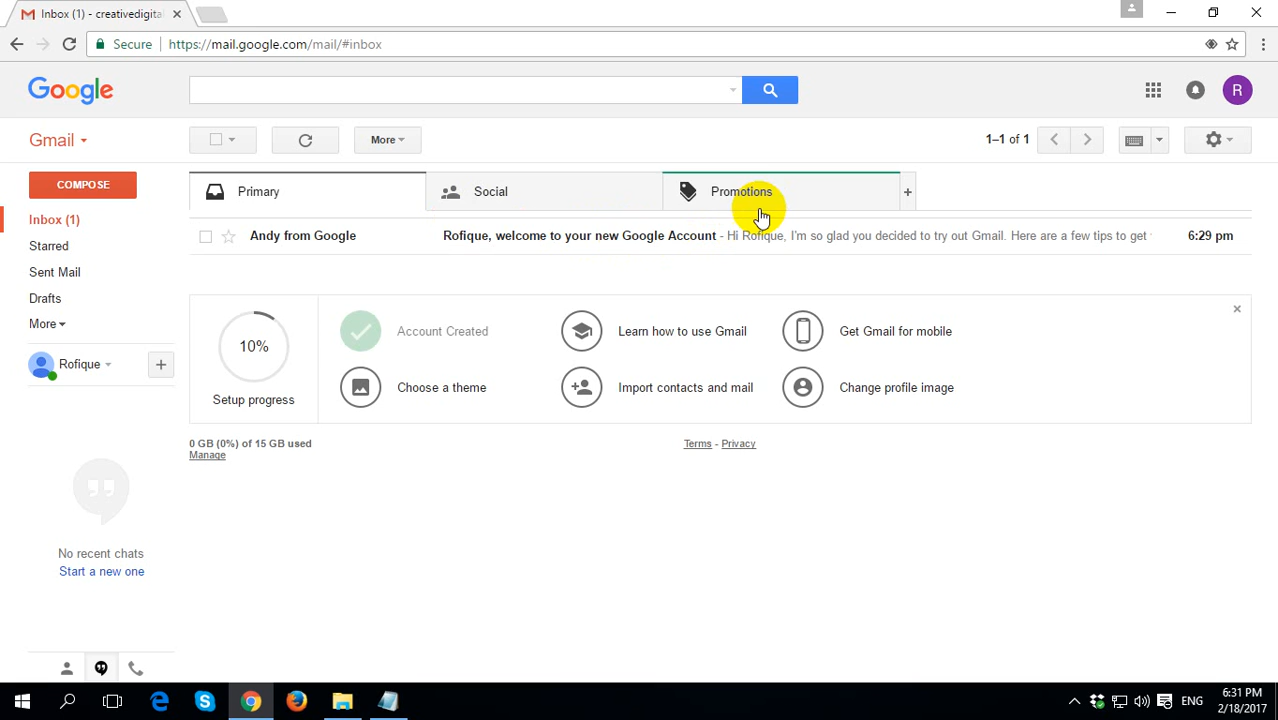 Inbox (1) - creativedigita
Secure https://mail.google.com/mail/#inbox
Google
R
Gmail
More
1–1 of 1
COMPOSE
Primary
Social
Promotions
+
Inbox (1)
Starred
Sent Mail
Drafts
More
Andy from Google Rofique, welcome to your new Google Account - Hi Rofique, I'm so glad you decided to try out Gmail. Here are a few tips to get 6:29 pm
10%
Setup progress
Account Created
Learn how to use Gmail
Get Gmail for mobile
Choose a theme
Import contacts and mail
Change profile image
Rofique
+
0 GB (0%) of 15 GB used
Manage
Terms - Privacy
No recent chats
Start a new one
ENG
6:31 PM
2/18/2017